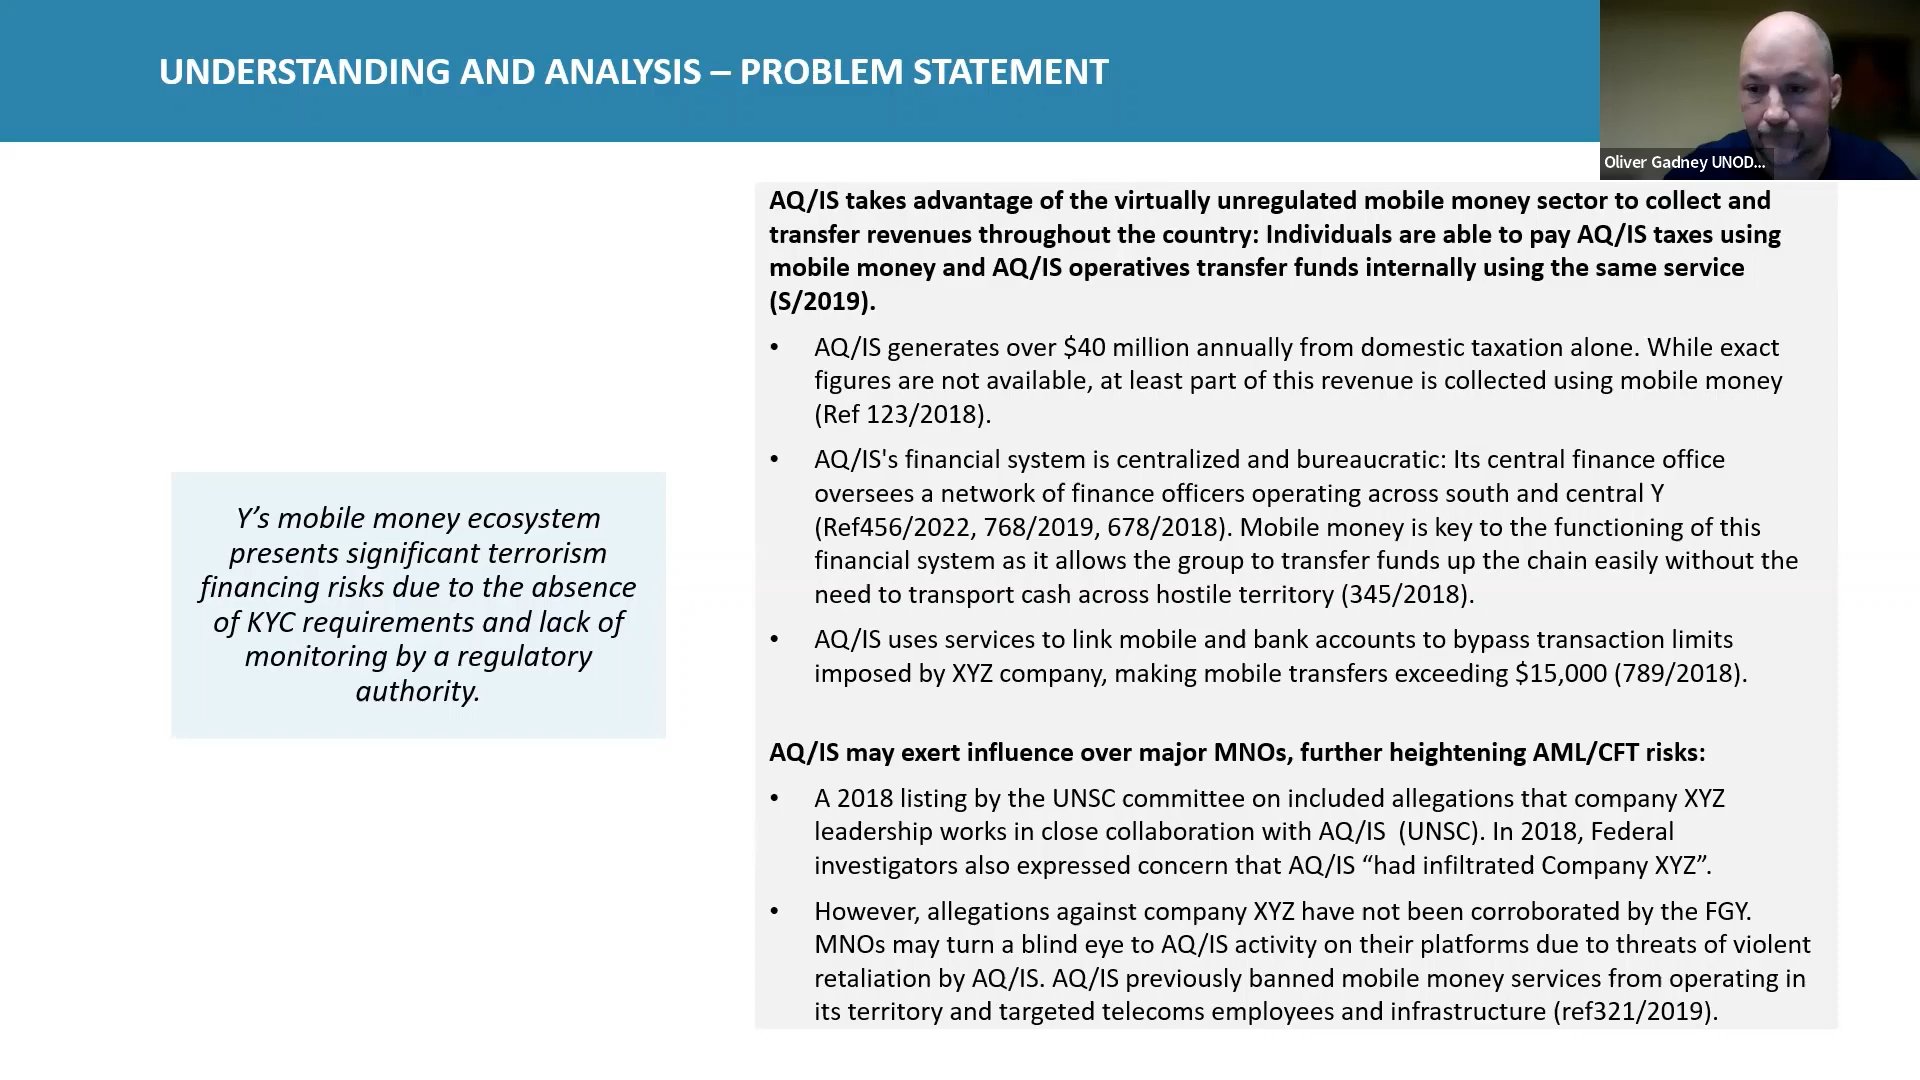 UNDERSTANDING AND ANALYSIS – PROBLEM STATEMENT
Oliver Gadney UNOD...
Y’s mobile money ecosystem
presents significant terrorism
financing risks due to the absence
of KYC requirements and lack of
monitoring by a regulatory
authority.
AQ/IS takes advantage of the virtually unregulated mobile money sector to collect and
transfer revenues throughout the country: Individuals are able to pay AQ/IS taxes using
mobile money and AQ/IS operatives transfer funds internally using the same service
(S/2019).
• AQ/IS generates over $40 million annually from domestic taxation alone. While exact
figures are not available, at least part of this revenue is collected using mobile money
(Ref 123/2018).
• AQ/IS's financial system is centralized and bureaucratic: Its central finance office
oversees a network of finance officers operating across south and central Y
(Ref456/2022, 768/2019, 678/2018). Mobile money is key to the functioning of this
financial system as it allows the group to transfer funds up the chain easily without the
need to transport cash across hostile territory (345/2018).
• AQ/IS uses services to link mobile and bank accounts to bypass transaction limits
imposed by XYZ company, making mobile transfers exceeding $15,000 (789/2018).
AQ/IS may exert influence over major MNOs, further heightening AML/CFT risks:
• A 2018 listing by the UNSC committee on included allegations that company XYZ
leadership works in close collaboration with AQ/IS  (UNSC). In 2018, Federal
investigators also expressed concern that AQ/IS “had infiltrated Company XYZ”.
• However, allegations against company XYZ have not been corroborated by the FGY.
MNOs may turn a blind eye to AQ/IS activity on their platforms due to threats of violent
retaliation by AQ/IS. AQ/IS previously banned mobile money services from operating in
its territory and targeted telecoms employees and infrastructure (ref321/2019).